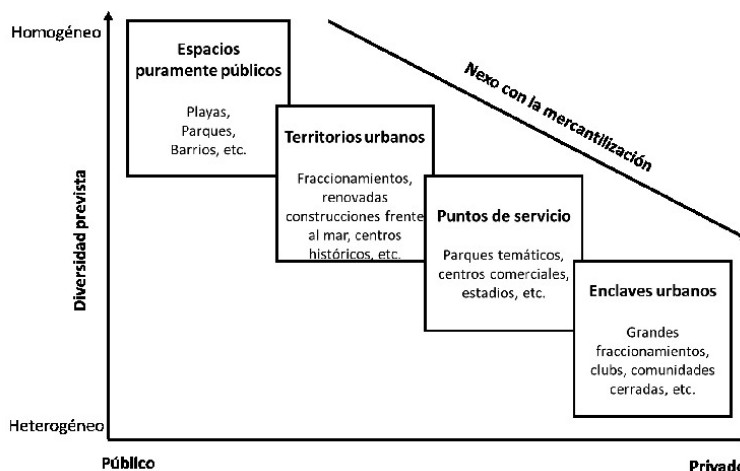 Homogéneo
Espacios
puramente públicos
Playas,
Parques,
Barrios, etc.
Nexo con la mercantilización
Territorios urbanos
Fraccionamientos,
renovadas
construcciones frente
al mar, centros
históricos, etc.
Puntos de servicio
Parques temáticos,
centros comerciales,
estadios, etc.
Enclaves urbanos
Grandes
fraccionamientos,
clubs, comunidades
cerradas, etc.
Diversidad prevista
Heterogéneo
Público
Privado